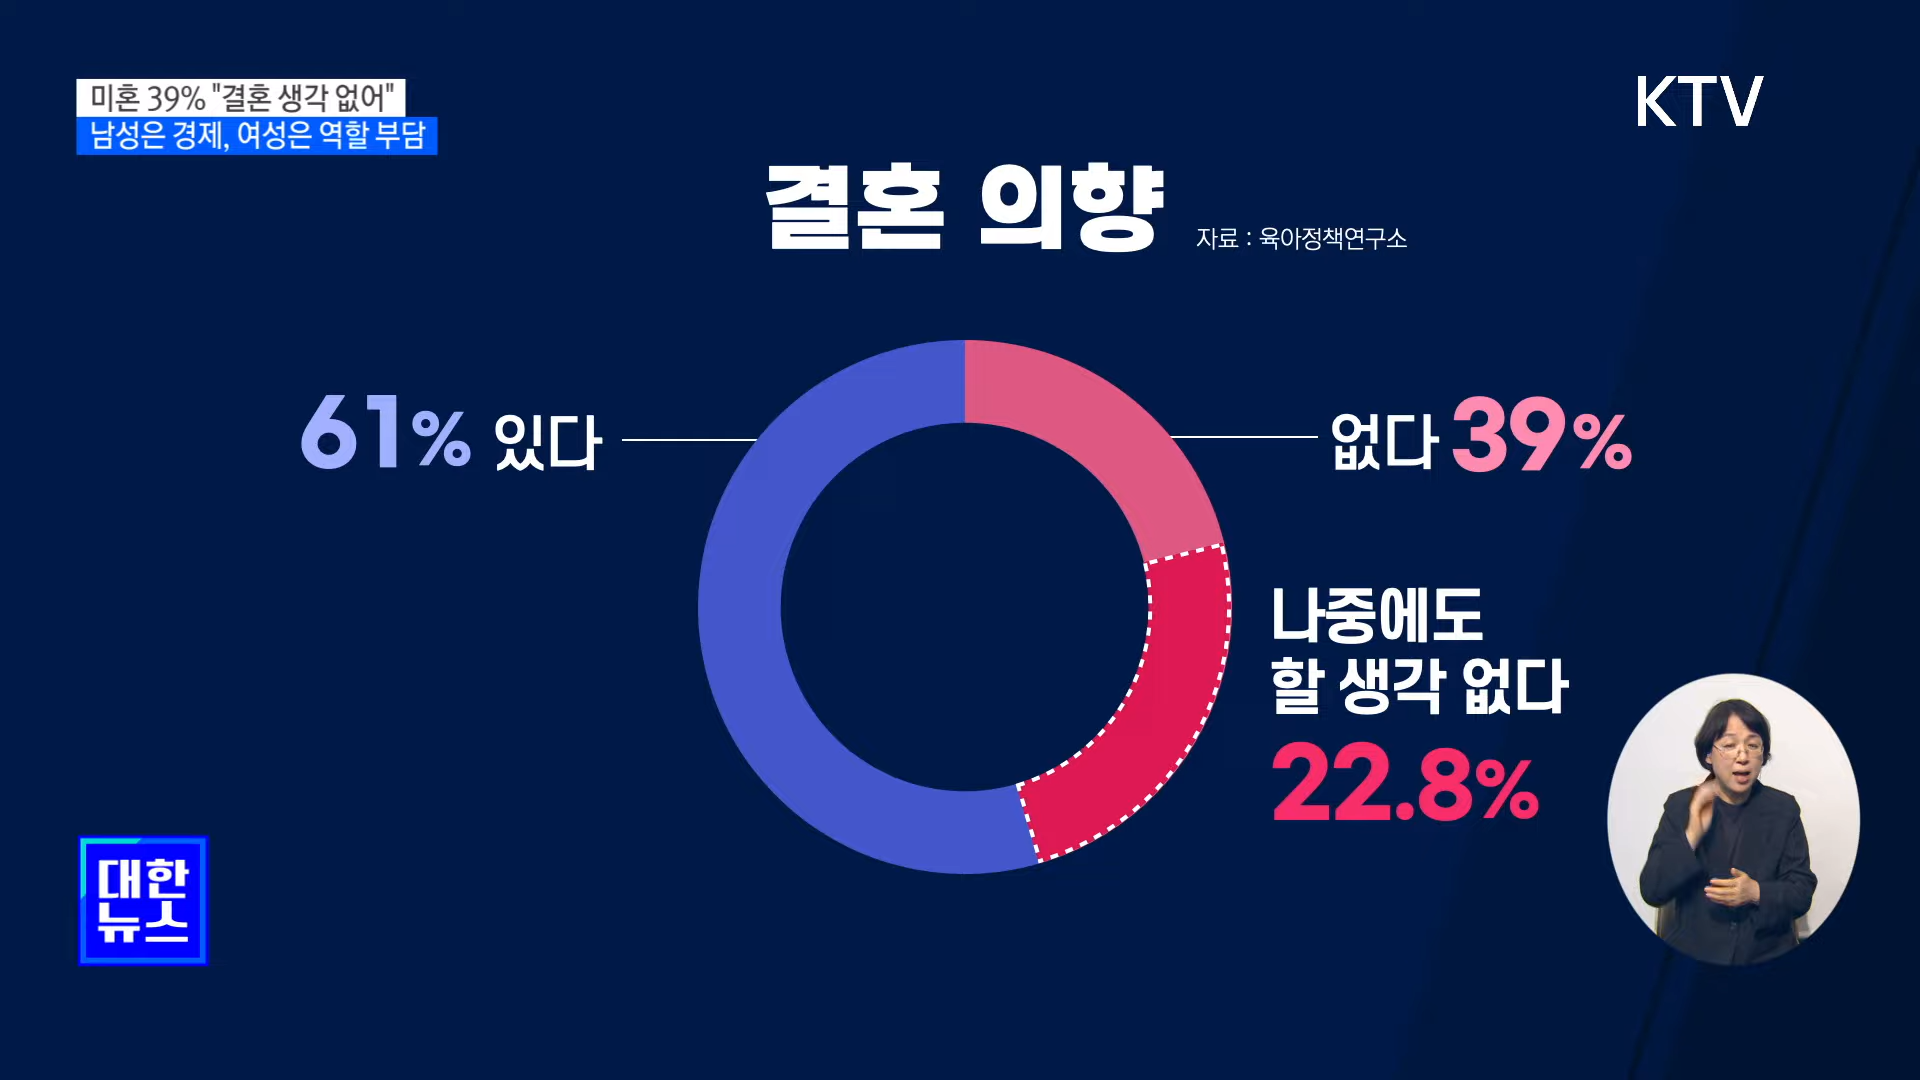 미혼 39% "결혼 생각 없어"
남성은 경제, 여성은 역할 부담
KTV
결혼 의향
자료 : 육아정책연구소
61% 있다
없다 39%
나중에도
할 생각 없다
22.8%
대한
뉴스